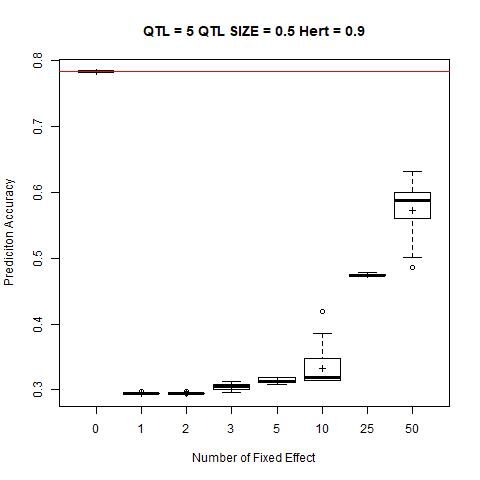 QTL = 5 QTL SIZE = 0.5 Hert = 0.9
Prediciton Accuracy
0.8
0.7
0.6
0.5
0.4
0.3
0 1 2 3 5 10 25 50
Number of Fixed Effect